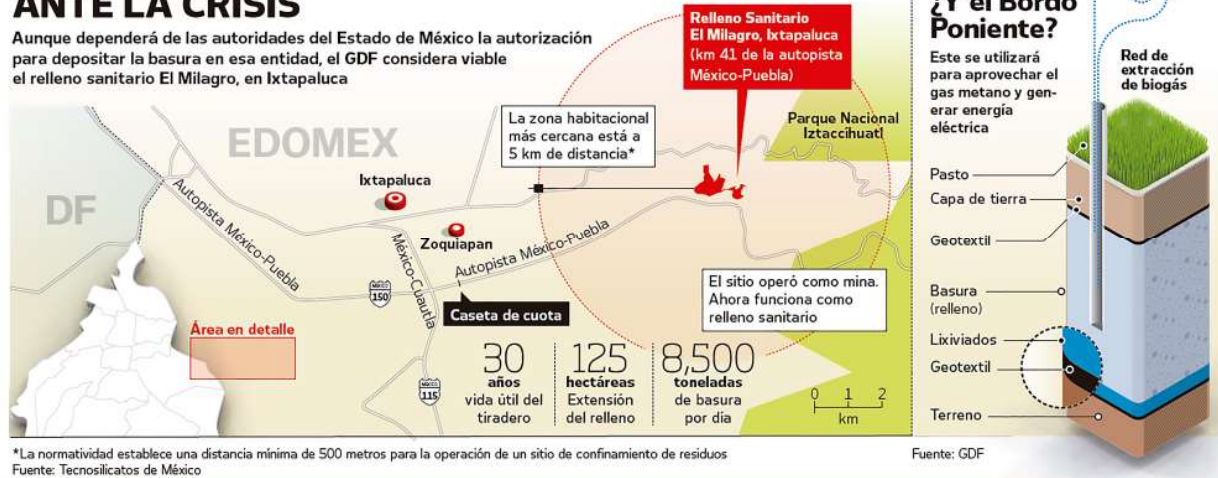 ANTE LA CRISIS
Aunque dependerá de las autoridades del Estado de México la autorización
para depositar la basura en esa entidad, el GDF considera viable
el relleno sanitario El Milagro, en Ixtapaluca
DF
EDOMEX
Autopista México-Puebla
Ixtapaluca
Zoquiapan
México-Cuautla
Autopista México-Puebla
MÉXICO
150
MÉXICO
115
Caseta de cuota
Área en detalle
La zona habitacional
más cercana está a
5 km de distancia*
Relleno Sanitario
El Milagro, Ixtapaluca
(km 41 de la autopista
México-Puebla)
Parque Nacional
Iztaccihuatl
El sitio operó como mina.
Ahora funciona como
relleno sanitario
30
años
vida útil del
tiradero
125
hectáreas
Extensión
del relleno
8,500
toneladas
de basura
por día
0 1 2
km
*La normatividad establece una distancia mínima de 500 metros para la operación de un sitio de confinamiento de residuos
Fuente: Tecnosilicatos de México
¿Y el Bordo
Poniente?
Este se utilizará
para aprovechar el
gas metano y gen-
erar energía
eléctrica
Red de
extracción
de biogás
Pasto
Capa de tierra
Geotextil
Basura
(relleno)
Lixiviados
Geotextil
Terreno
Fuente: GDF